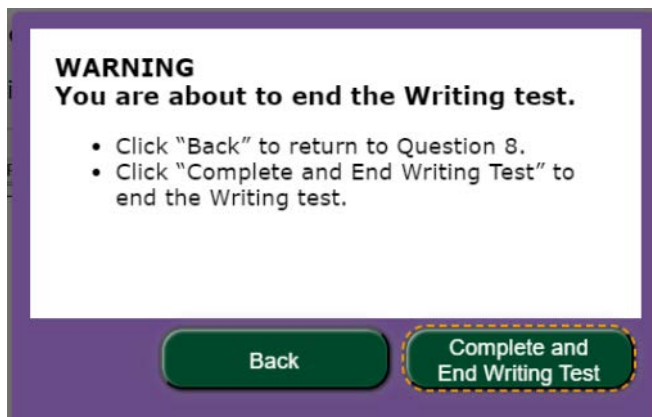 WARNING
You are about to end the Writing test.
• Click “Back” to return to Question 8.
• Click “Complete and End Writing Test” to
end the Writing test.
Back
Complete and
End Writing Test